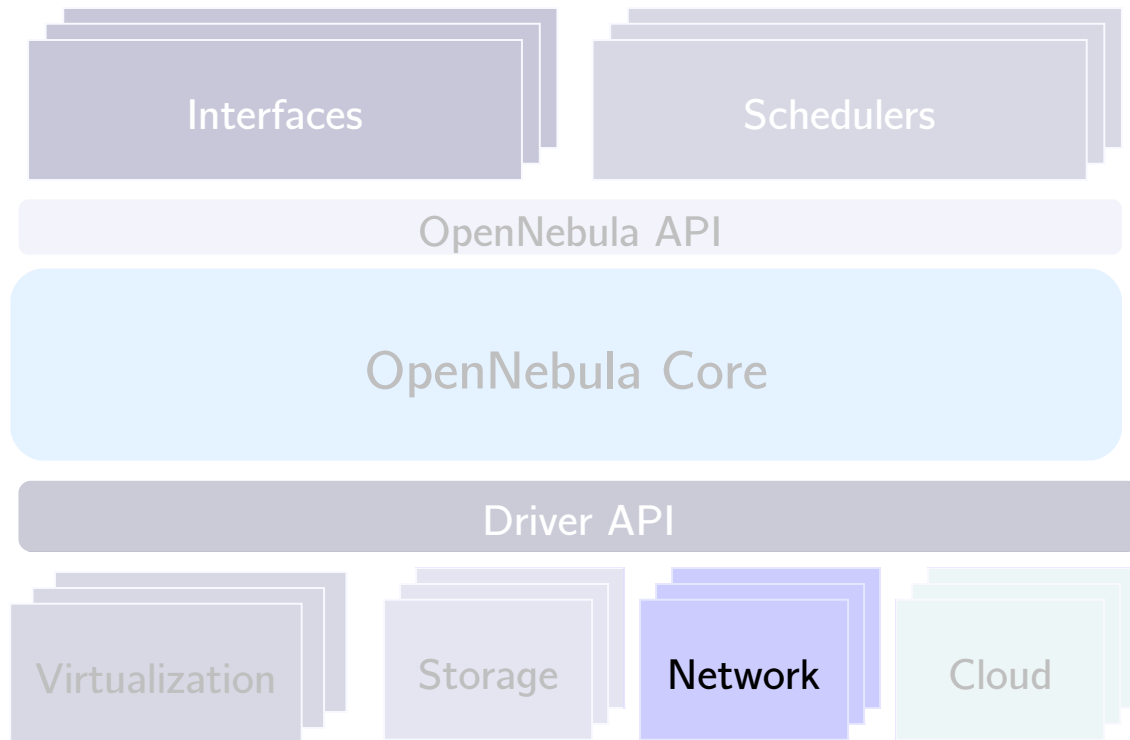 Interfaces
Schedulers
OpenNebula API
OpenNebula Core
Driver API
Virtualization
Storage
Network
Cloud